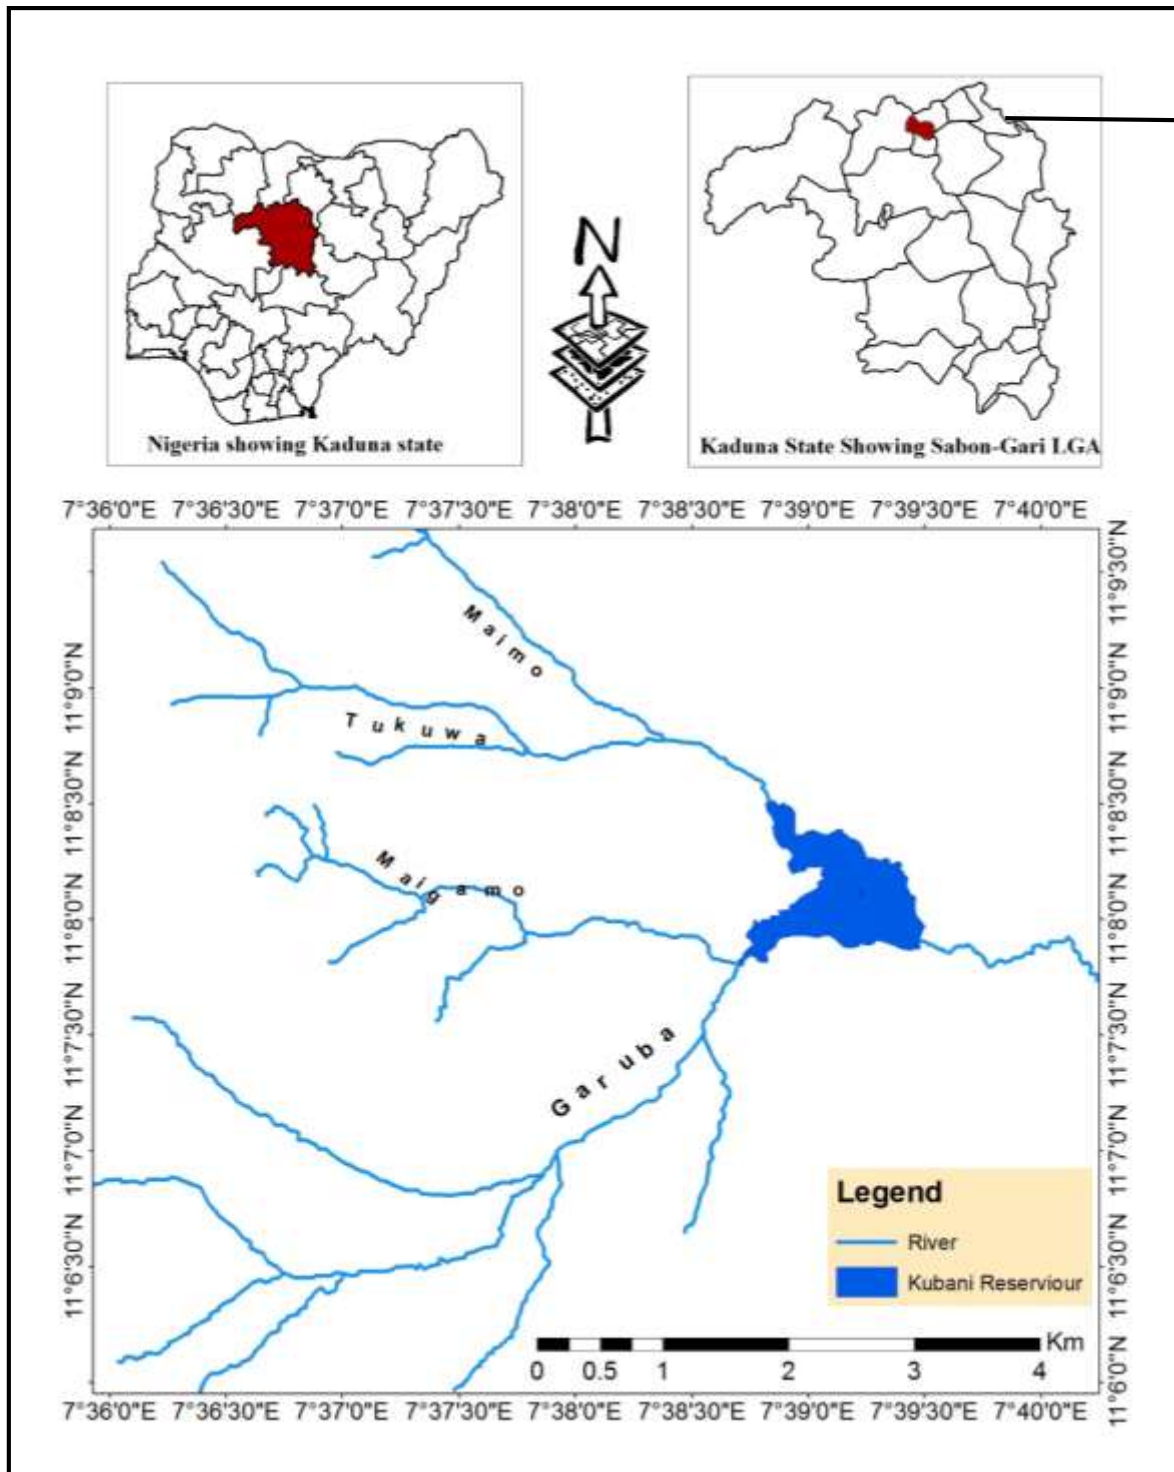 N
Nigeria showing Kaduna state
Kaduna State Showing Sabon-Gari LGA
7°36'0"E 7°36'30"E 7°37'0"E 7°37'30"E 7°38'0"E 7°38'30"E 7°39'0"E 7°39'30"E 7°40'0"E
11°9'30"N
11°9'0"N
11°8'30"N
11°8'0"N
11°7'30"N
11°7'0"N
11°6'30"N
11°9'30"N
11°9'0"N
11°8'30"N
11°8'0"N
11°7'30"N
11°7'0"N
11°6'30"N
11°6'0"N
Maimo
Tukuwa
Maigamo
Garuba
Legend
River
Kubani Reserviour
Km
0 0.5 1 2 3 4
7°36'0"E 7°36'30"E 7°37'0"E 7°37'30"E 7°38'0"E 7°38'30"E 7°39'0"E 7°39'30"E 7°40'0"E